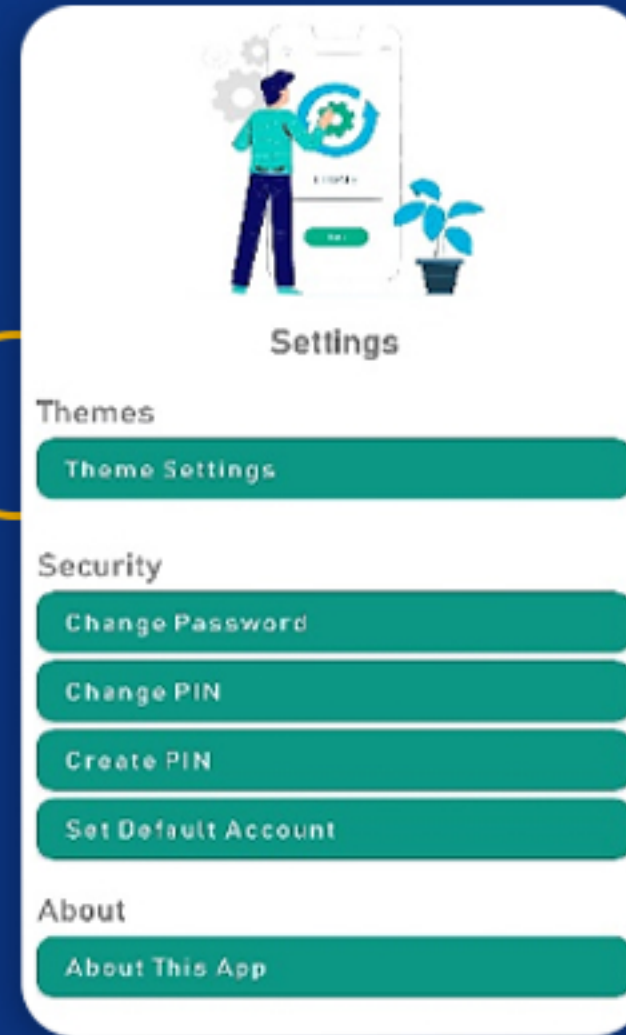 Settings
Themes
Theme Settings
Security
Change Password
Change PIN
Create PIN
Set Default Account
About
About This App